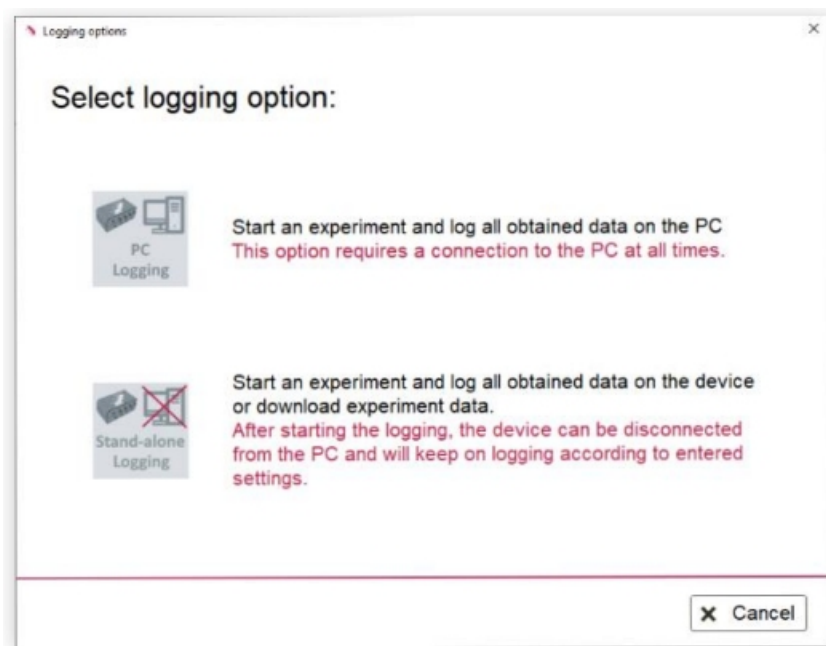 Logging options
Select logging option:
PC
Logging
Start an experiment and log all obtained data on the PC
This option requires a connection to the PC at all times.
Stand-alone
Logging
Start an experiment and log all obtained data on the device
or download experiment data.
After starting the logging, the device can be disconnected
from the PC and will keep on logging according to entered
settings.
Cancel